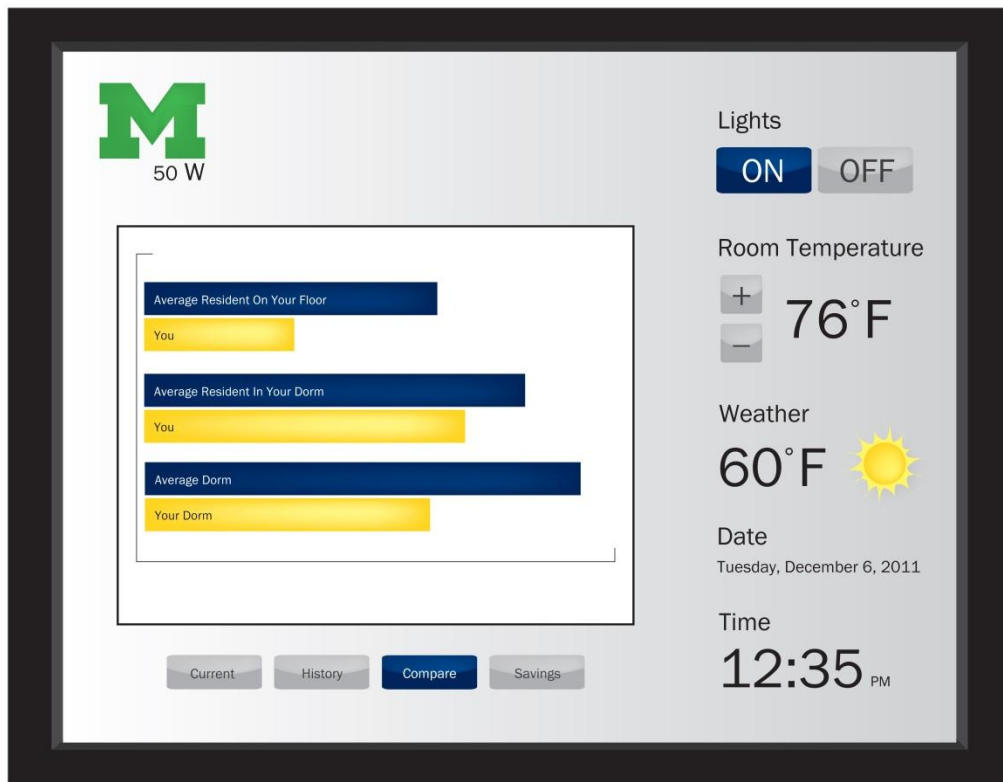 M
50 W
Average Resident On Your Floor
You
Average Resident In Your Dorm
You
Average Dorm
Your Dorm
Current
History
Compare
Savings
Lights
ON
OFF
Room Temperature
+
76°F
−
Weather
60°F
Date
Tuesday, December 6, 2011
Time
12:35 PM